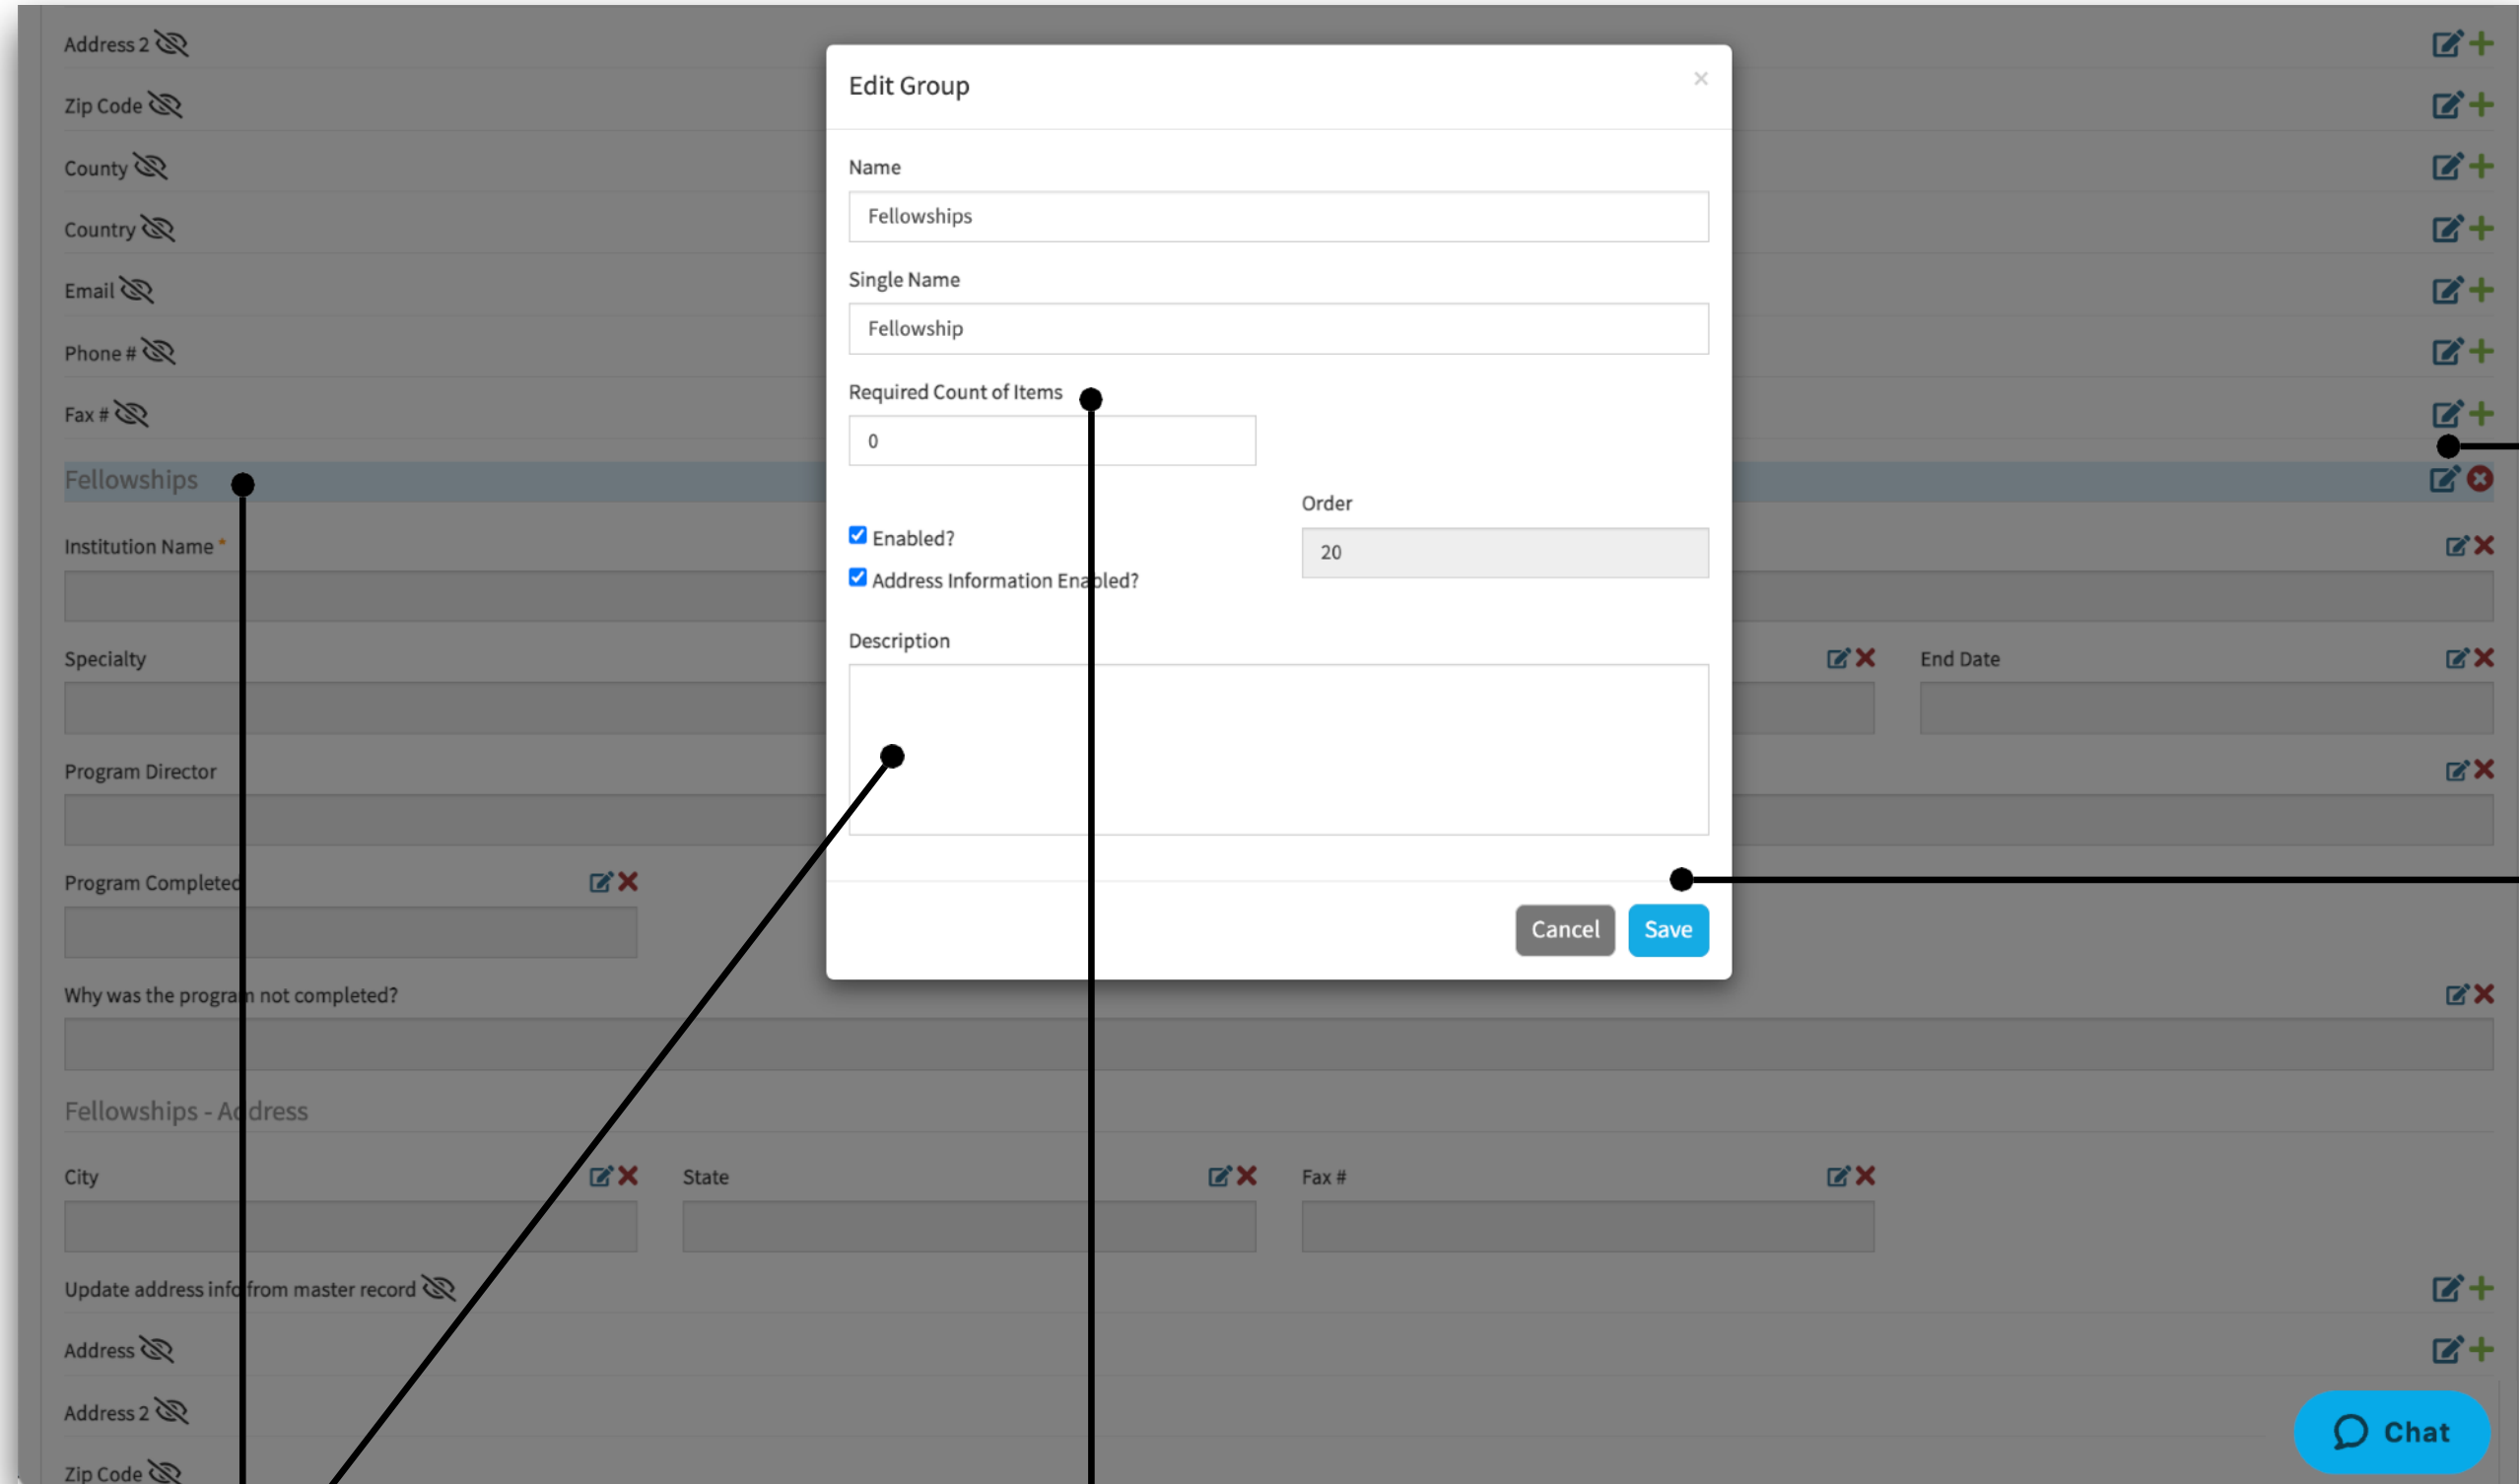 Address 2
Zip Code
County
Country
Email
Phone #
Fax #
Fellowships
Institution Name *
Specialty
End Date
Program Director
Program Completed
Why was the program not completed?
Fellowships - Address
City
State
Fax #
Update address info from master record
Address
Address 2
Zip Code
Edit Group
×
Name
Fellowships
Single Name
Fellowship
Required Count of Items
0
Order
Enabled?
20
Address Information Enabled?
Description
Cancel
Save
Chat